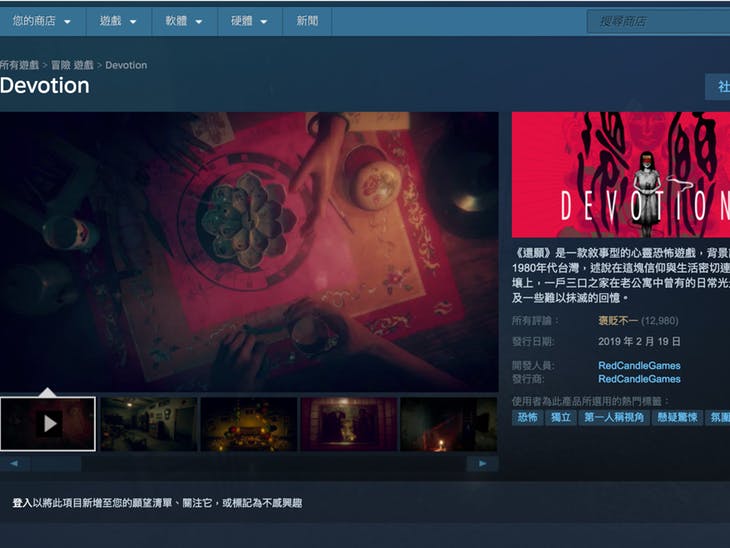 您的商店
遊戲
軟體
硬體
新聞
搜尋商店
所有遊戲 > 冒險 遊戲 > Devotion
Devotion
社
還願
DEVOTION
《還願》是一款敘事型的心靈恐怖遊戲，背景
1980年代台灣，述說在這塊信仰與生活密切連
壤上，一戶三口之家在老公寓中曾有的日常光
及一些難以抹滅的回憶。
所有評論： 褒貶不一 (12,980)
發行日期: 2019 年 2 月 19 日
開發人員: RedCandleGames
發行商: RedCandleGames
使用者為此產品所選用的熱門標籤：
恐怖 獨立 第一人稱視角 懸疑驚悚 氛圍
登入以將此項目新增至您的願望清單、關注它，或標記為不感興趣